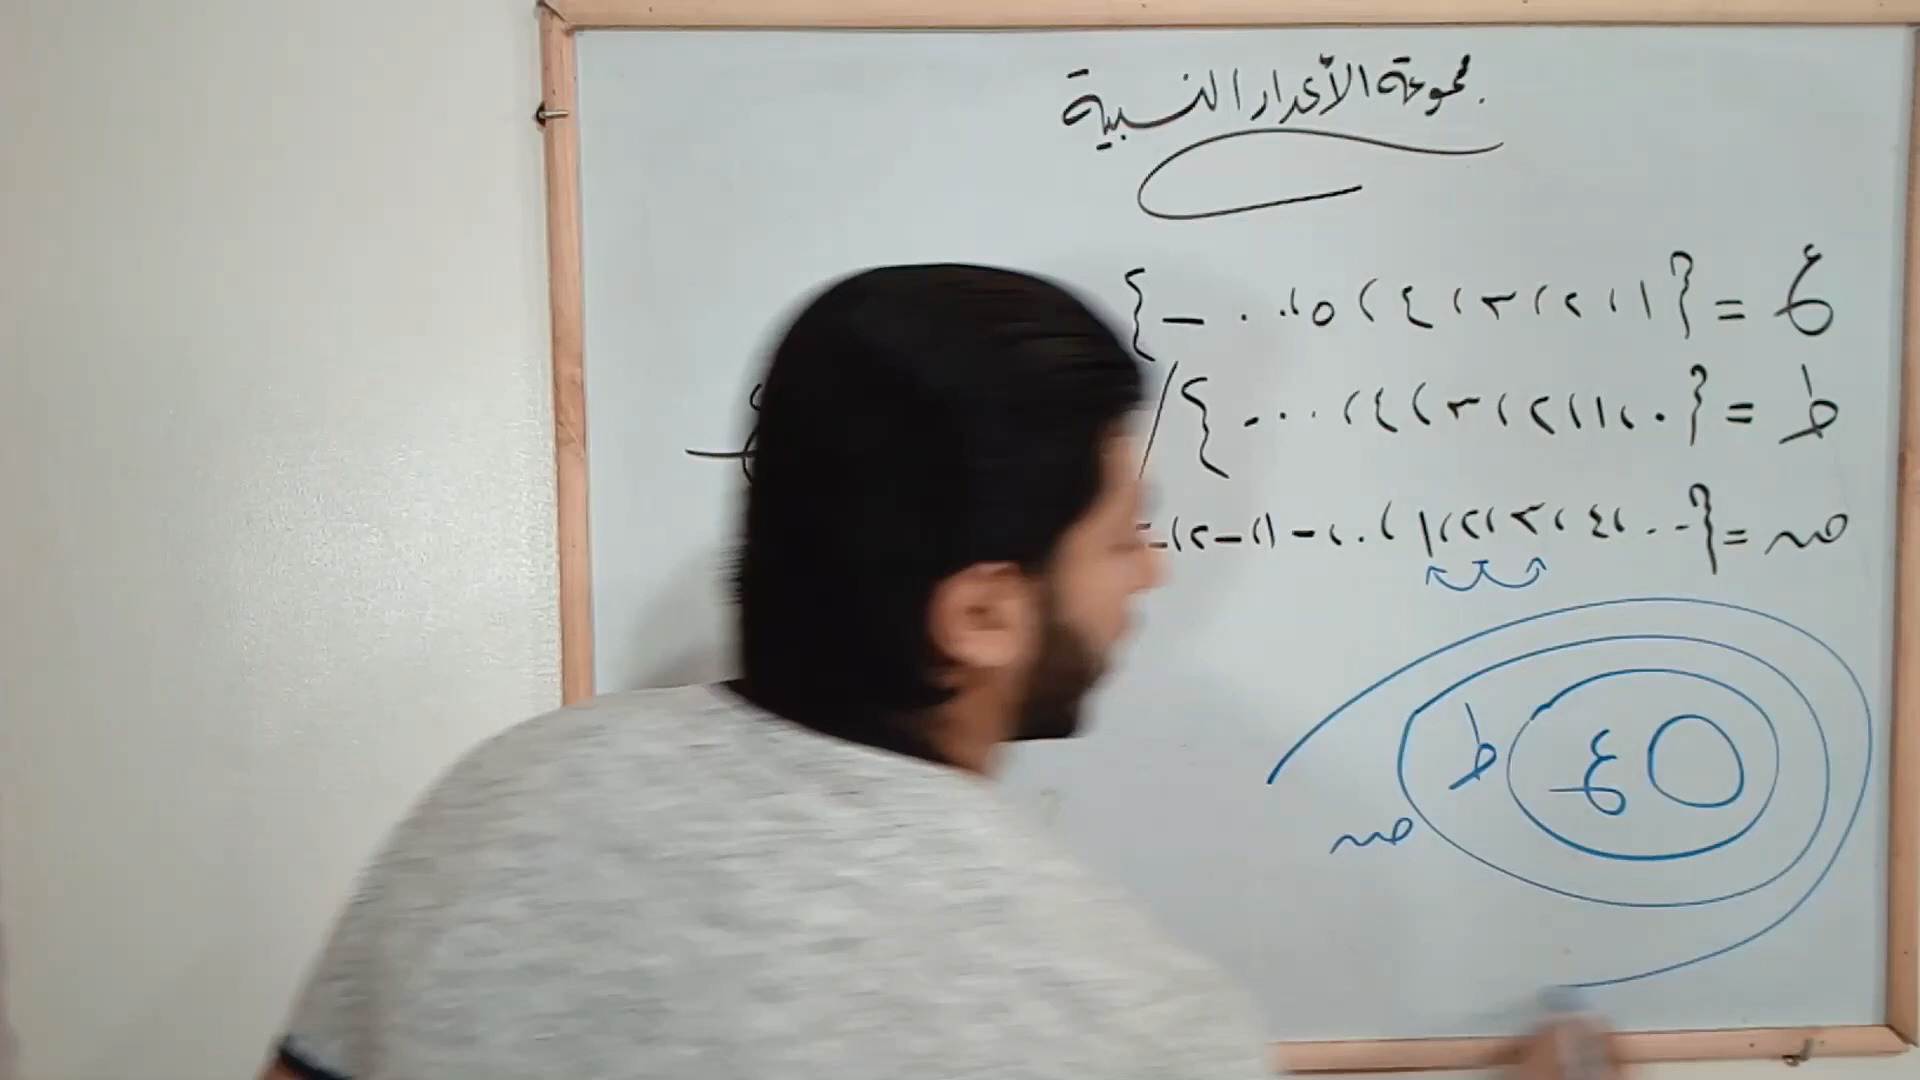 مجموعة الأعداد النسبية
ع = {١، ٢، ٣، ٤، ٥، ... }
ط = {٠، ١، ٢، ٣، ٤، ... }
ص = { ...، ٤، ٣، ٢، ١، ٠، -١، -٢، -
ط ع
ص